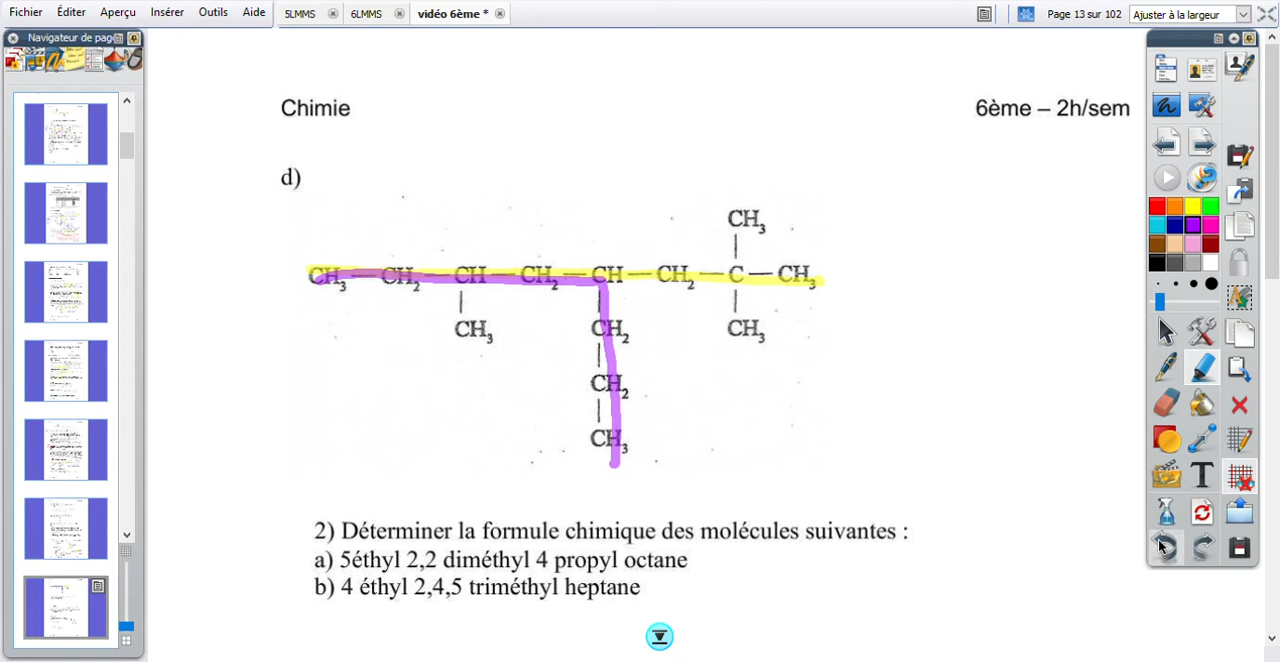 Fichier Éditer Aperçu Insérer Outils Aide 5LMMS 6LMMS vidéo 6ème * Page 13 sur 102 Ajuster à la largeur
Navigateur de pag
Chimie 6ème – 2h/sem
d)
CH3
CH3 — CH2 — CH — CH2 — CH — CH2 — C — CH3
CH3 CH2 CH3
CH2
CH3
2) Déterminer la formule chimique des molécules suivantes :
a) 5éthyl 2,2 diméthyl 4 propyl octane
b) 4 éthyl 2,4,5 triméthyl heptane